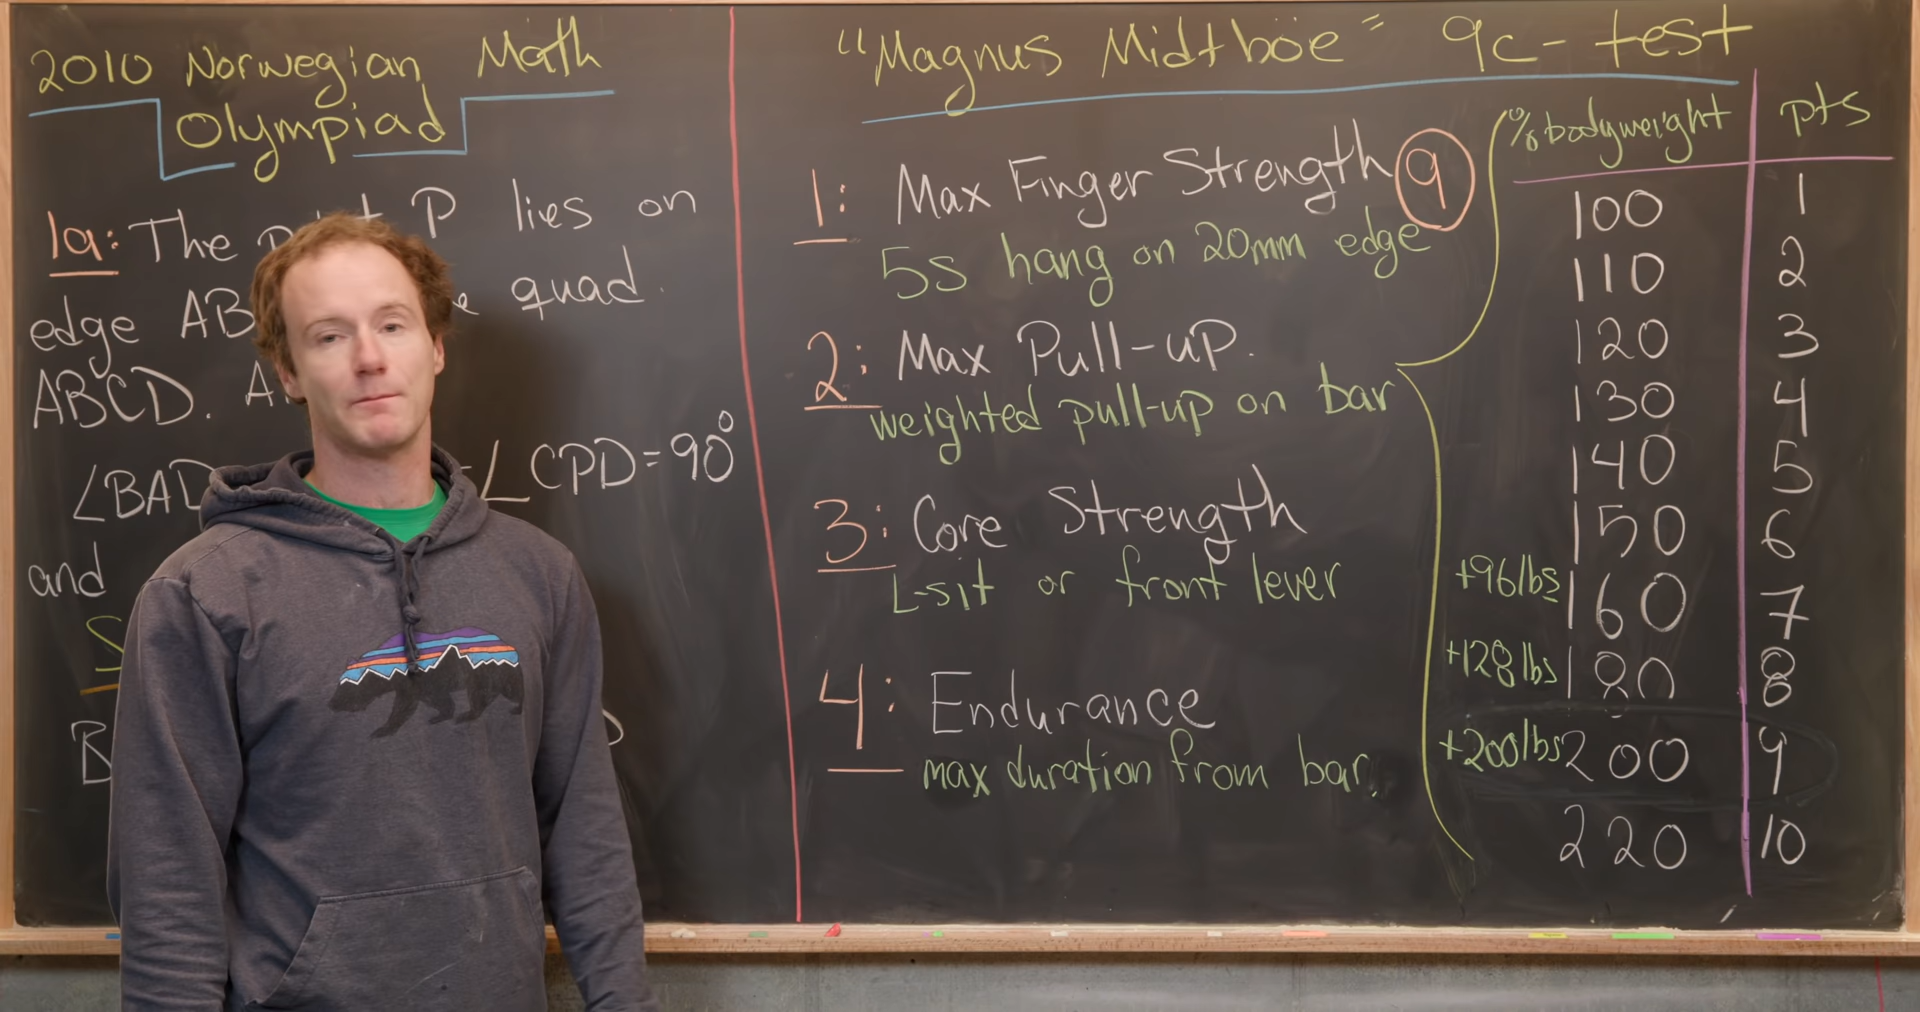 2010 Norwegian Math
Olympiad
1a: The P lies on
edge AB quad.
ABCD.
∠BAD ∠CPD=90°
and
"Magnus Midtböe" 9c-test
1: Max Finger Strength 9
5s hang on 20mm edge
2: Max Pull-up.
weighted pull-up on bar
3: Core Strength
L-sit or front lever
4: Endurance
max duration from bar.
% bodyweight pts
100 1
110 2
120 3
130 4
140 5
150 6
+96lbs 160 7
+128lbs 180 8
+200lbs 200 9
220 10